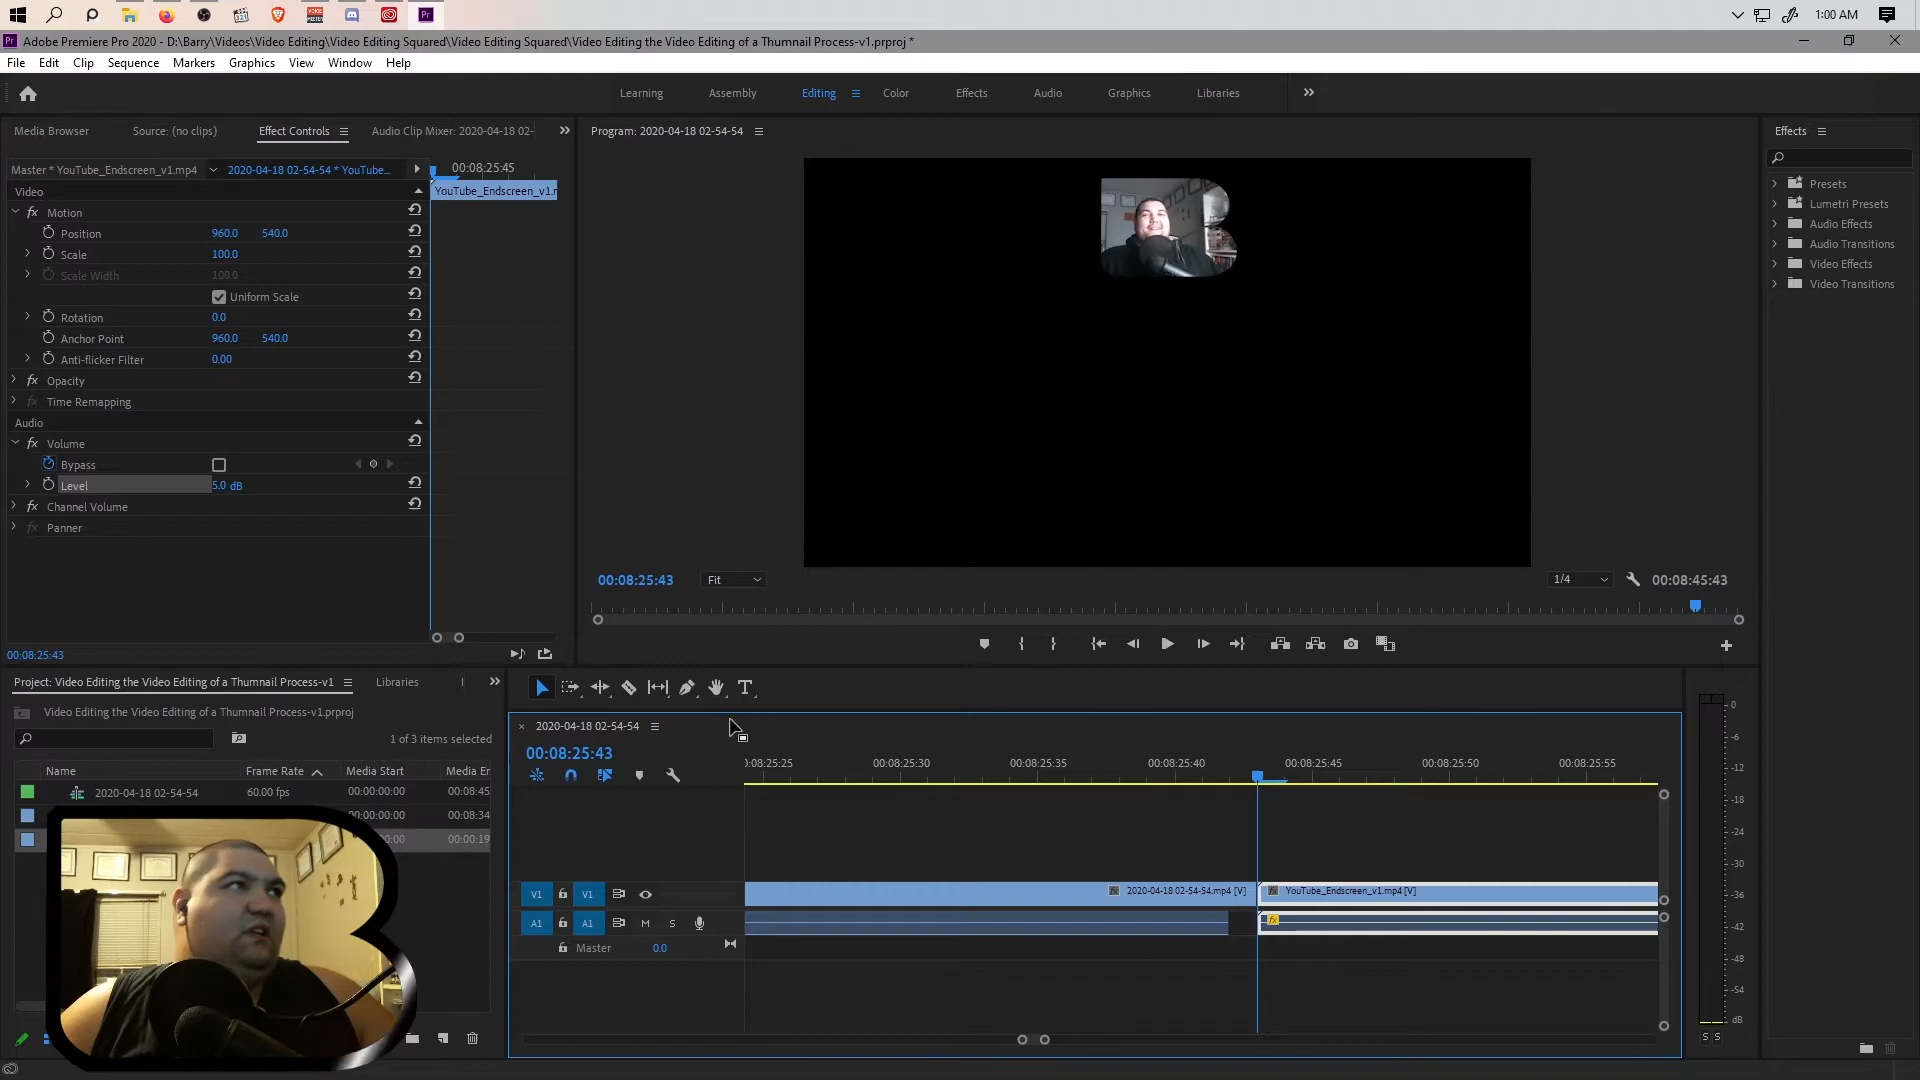 1:00 AM
Adobe Premiere Pro 2020 - D:\Barry\Videos\Video Editing\Video Editing Squared\Video Editing Squared\Video Editing the Video Editing of a Thumnail Process-v1.prproj *
File Edit Clip Sequence Markers Graphics View Window Help
Learning Assembly Editing Color Effects Audio Graphics Libraries
Media Browser Source: (no clips) Effect Controls Audio Clip Mixer: 2020-04-18 02-
Program: 2020-04-18 02-54-54
Effects
Master * YouTube_Endscreen_v1.mp4 2020-04-18 02-54-54 * YouTube... 00:08:25:45
Video YouTube_Endscreen_v1.m
Motion
Position 960.0 540.0
Scale 100.0
Scale Width 100.0
Uniform Scale
Rotation 0.0
Anchor Point 960.0 540.0
Anti-flicker Filter 0.00
Opacity
Time Remapping
Audio
Volume
Bypass
Level 5.0 dB
Channel Volume
Panner
00:08:25:43
Presets
Lumetri Presets
Audio Effects
Audio Transitions
Video Effects
Video Transitions
00:08:25:43 Fit 1/4 00:08:45:43
Project: Video Editing the Video Editing of a Thumnail Process-v1 Libraries
Video Editing the Video Editing of a Thumnail Process-v1.prproj
1 of 3 items selected
Name Frame Rate Media Start Media En
2020-04-18 02-54-54 60.00 fps 00:00:00:00 00:08:45
00:00:00:00 00:08:34
00:00:00 00:00:19
2020-04-18 02-54-54
00:08:25:43
):08:25:25 00:08:25:30 00:08:25:35 00:08:25:40 00:08:25:45 00:08:25:50 00:08:25:55
V1 V1 2020-04-18 02-54-54.mp4 [V] YouTube_Endscreen_v1.mp4 [V]
A1 A1 M S
Master 0.0
0
-6
-12
-18
-24
-30
-36
-42
-48
-54
dB
S S